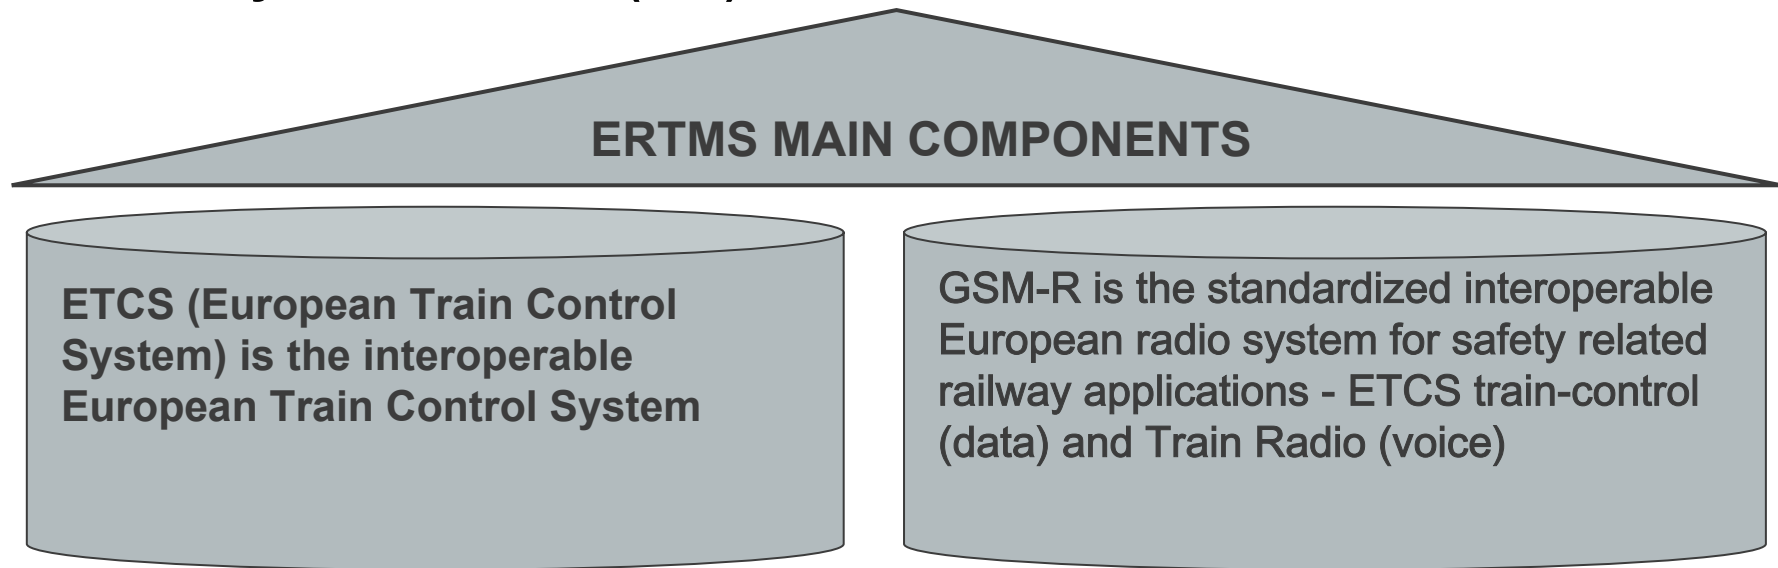 ERTMS MAIN COMPONENTS
ETCS (European Train Control
System) is the interoperable
European Train Control System
GSM-R is the standardized interoperable
European radio system for safety related
railway applications - ETCS train-control
(data) and Train Radio (voice)